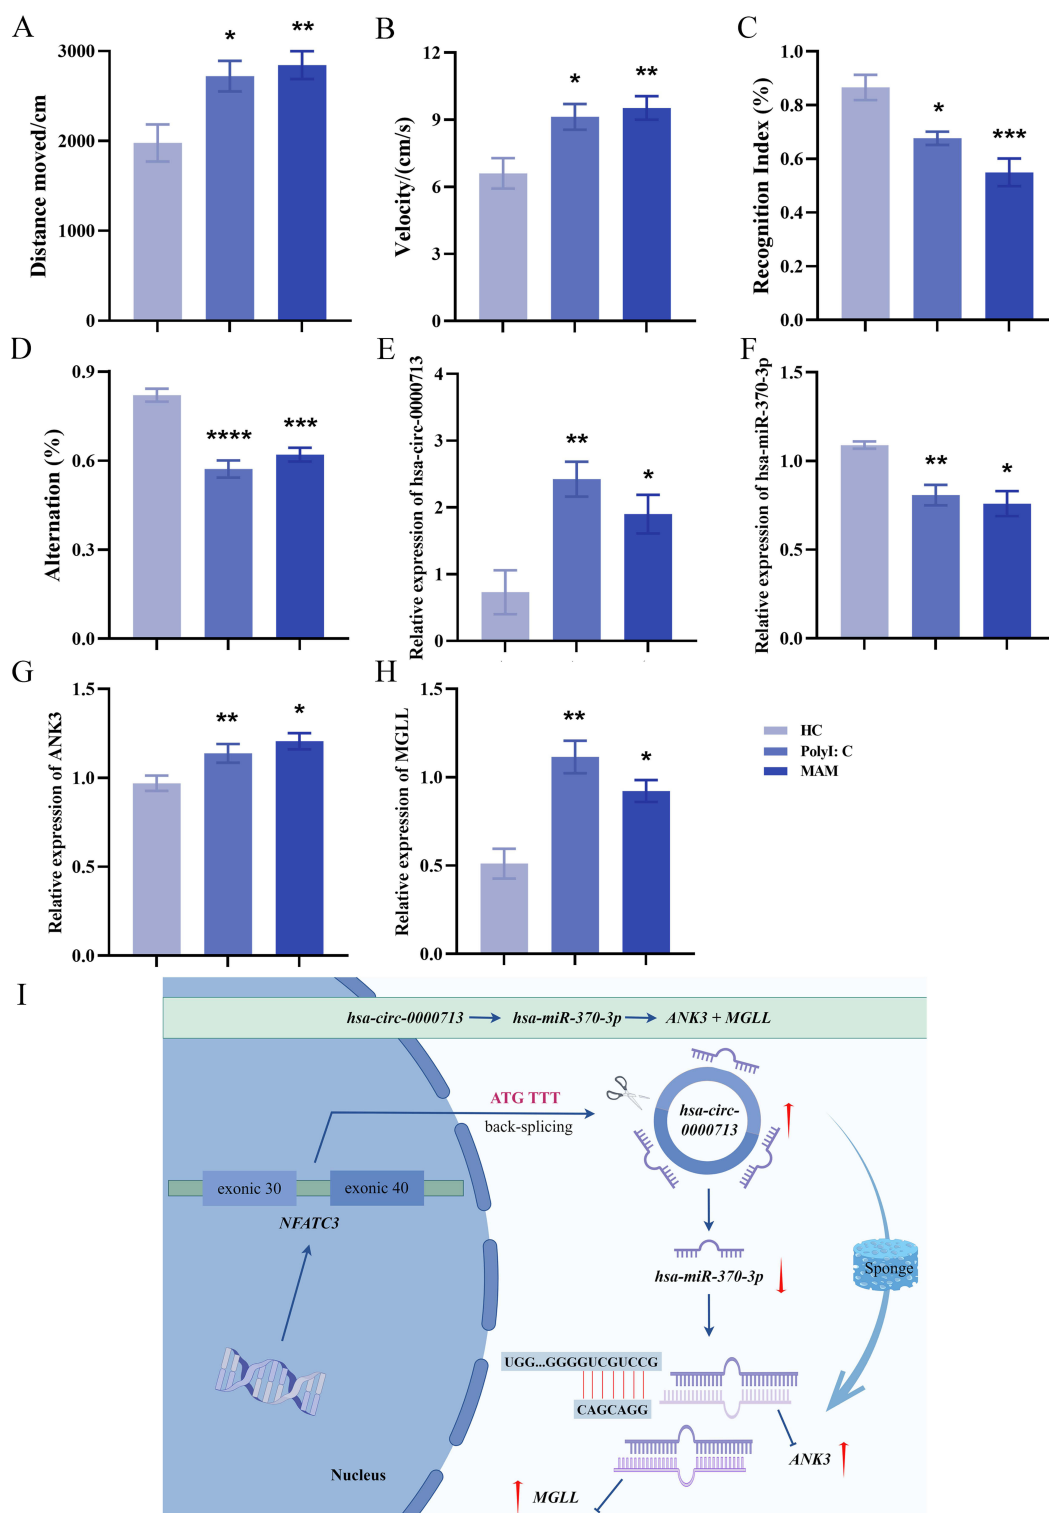 A
Distance moved/cm
3000
2000
1000
0
*
**
B
Velocity/(cm/s)
12
9
6
3
0
*
**
C
Recognition Index (%)
1.0
0.8
0.6
0.4
0.2
0.0
*
***
D
Alternation (%)
0.9
0.6
0.3
0.0
****
***
E
Relative expression of hsa-circ-0000713
4
3
2
1
0
**
*
F
Relative expression of hsa-miR-370-3p
1.5
1.0
0.5
0.0
**
*
G
Relative expression of ANK3
1.5
1.0
0.5
0.0
**
*
H
Relative expression of MGLL
1.5
1.0
0.5
0.0
**
*
HC
PolyI: C
MAM
I
hsa-circ-0000713 hsa-miR-370-3p ANK3 + MGLL
ATG TTT
back-splicing
hsa-circ-
0000713
exonic 30 exonic 40
NFATC3
hsa-miR-370-3p
Sponge
UGG...GGGGUCGUCCG
CAGCAGG
ANK3
Nucleus
MGLL